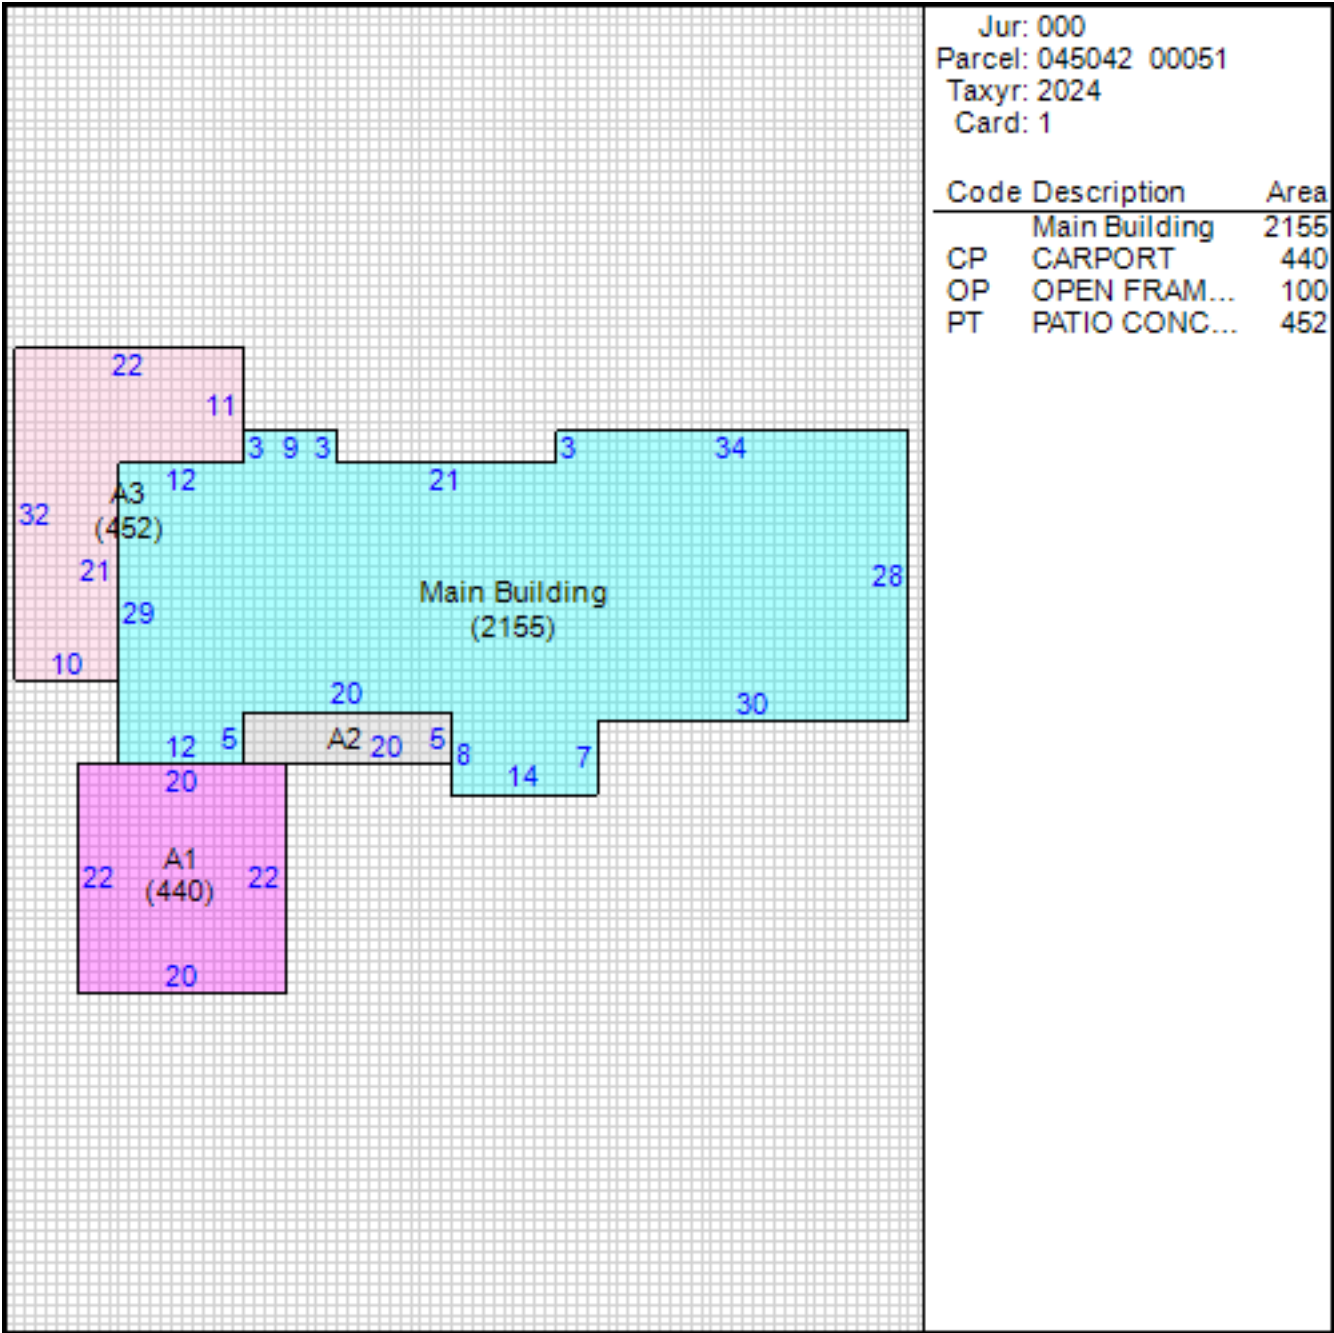 Jur: 000
Parcel: 045042 00051
Taxyr: 2024
Card: 1
Code Description Area
Main Building 2155
CP CARPORT 440
OP OPEN FRAM... 100
PT PATIO CONC... 452
22
11
3 9 3
3
34
12
21
A3
(452)
32
21
29
10
Main Building
(2155)
28
20
30
12
5
A2
20
5
8
14
7
20
A1
(440)
22
22
20